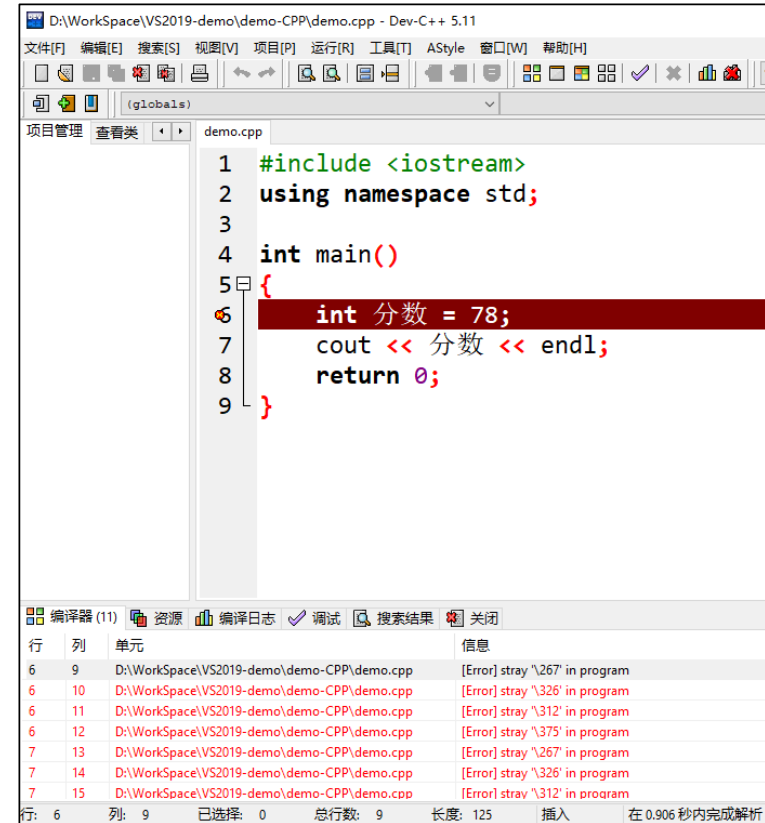 D:\WorkSpace\VS2019-demo\demo-CPP\demo.cpp - Dev-C++ 5.11
文件[F] 编辑[E] 搜索[S] 视图[V] 项目[P] 运行[R] 工具[T] AStyle 窗口[W] 帮助[H]
(globals)
项目管理 查看类 demo.cpp
1 #include <iostream>
2 using namespace std;
3
4 int main()
5 {
6 int 分数 = 78;
7 cout << 分数 << endl;
8 return 0;
9 }
编译器 (11) 资源 编译日志 调试 搜索结果 关闭
行 列 单元 信息
6 9 D:\WorkSpace\VS2019-demo\demo-CPP\demo.cpp [Error] stray '\267' in program
6 10 D:\WorkSpace\VS2019-demo\demo-CPP\demo.cpp [Error] stray '\326' in program
6 11 D:\WorkSpace\VS2019-demo\demo-CPP\demo.cpp [Error] stray '\312' in program
6 12 D:\WorkSpace\VS2019-demo\demo-CPP\demo.cpp [Error] stray '\375' in program
7 13 D:\WorkSpace\VS2019-demo\demo-CPP\demo.cpp [Error] stray '\267' in program
7 14 D:\WorkSpace\VS2019-demo\demo-CPP\demo.cpp [Error] stray '\326' in program
7 15 D:\WorkSpace\VS2019-demo\demo-CPP\demo.cpp [Error] stray '\312' in program
行: 6 列: 9 已选择: 0 总行数: 9 长度: 125 插入 在 0.906 秒内完成解析